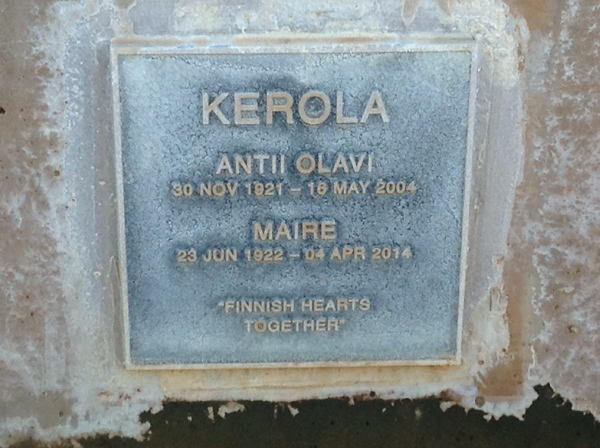 KEROLA
ANTII OLAVI
30 NOV 1921 – 16 MAY 2004
MAIRE
23 JUN 1922 – 04 APR 2014
"FINNISH HEARTS
TOGETHER"